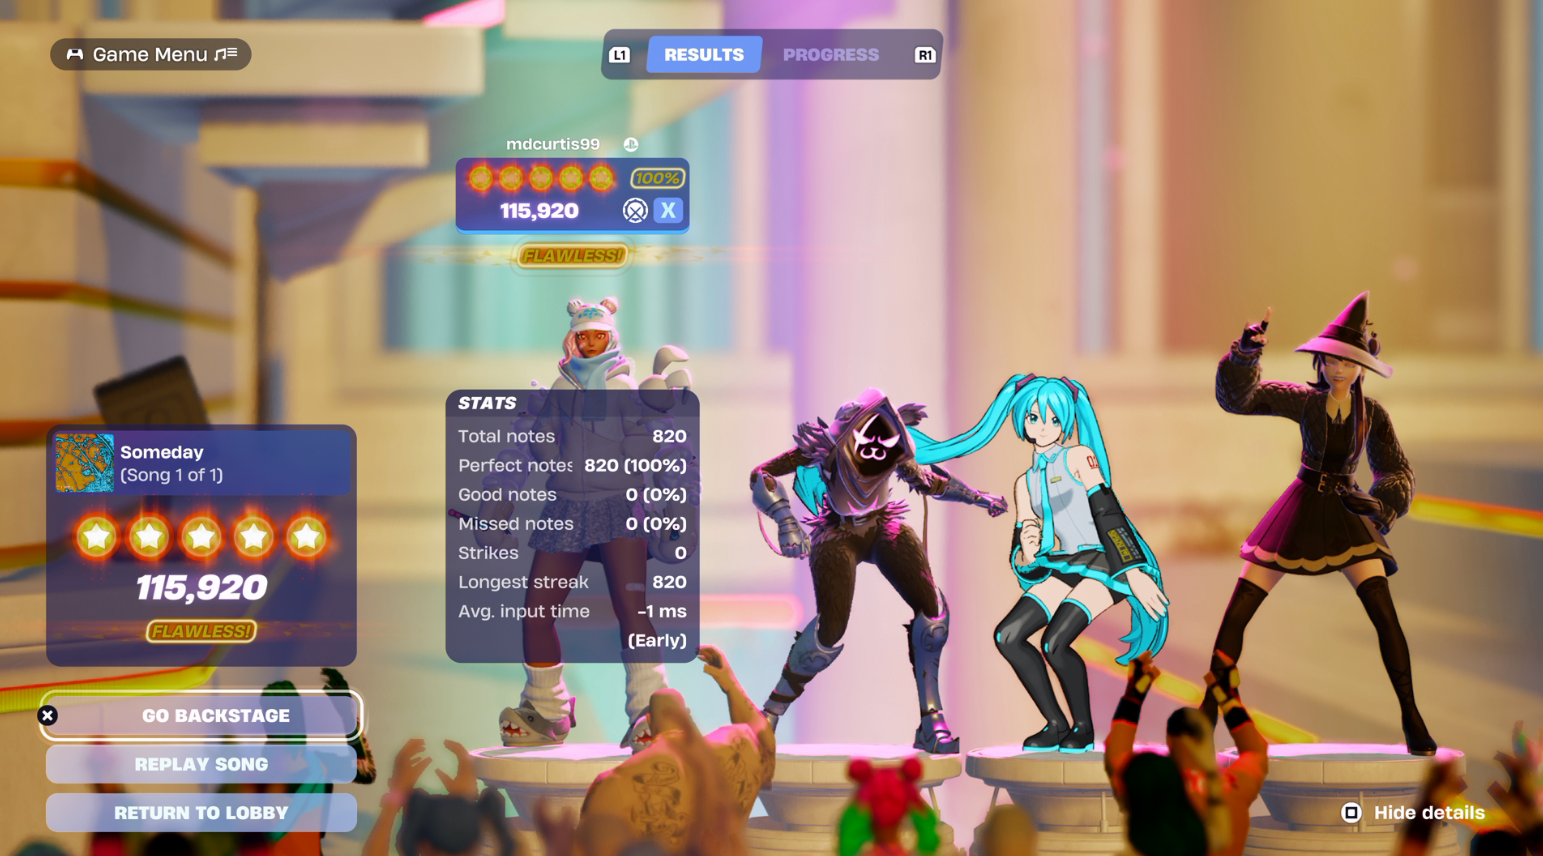 Game Menu
L1
RESULTS
PROGRESS
R1
mdcurtis99
100%
115,920
X
FLAWLESS!
STATS
Total notes 820
Perfect notes 820 (100%)
Good notes 0 (0%)
Missed notes 0 (0%)
Strikes 0
Longest streak 820
Avg. input time -1 ms
(Early)
Someday
(Song 1 of 1)
115,920
FLAWLESS!
GO BACKSTAGE
REPLAY SONG
RETURN TO LOBBY
Hide details